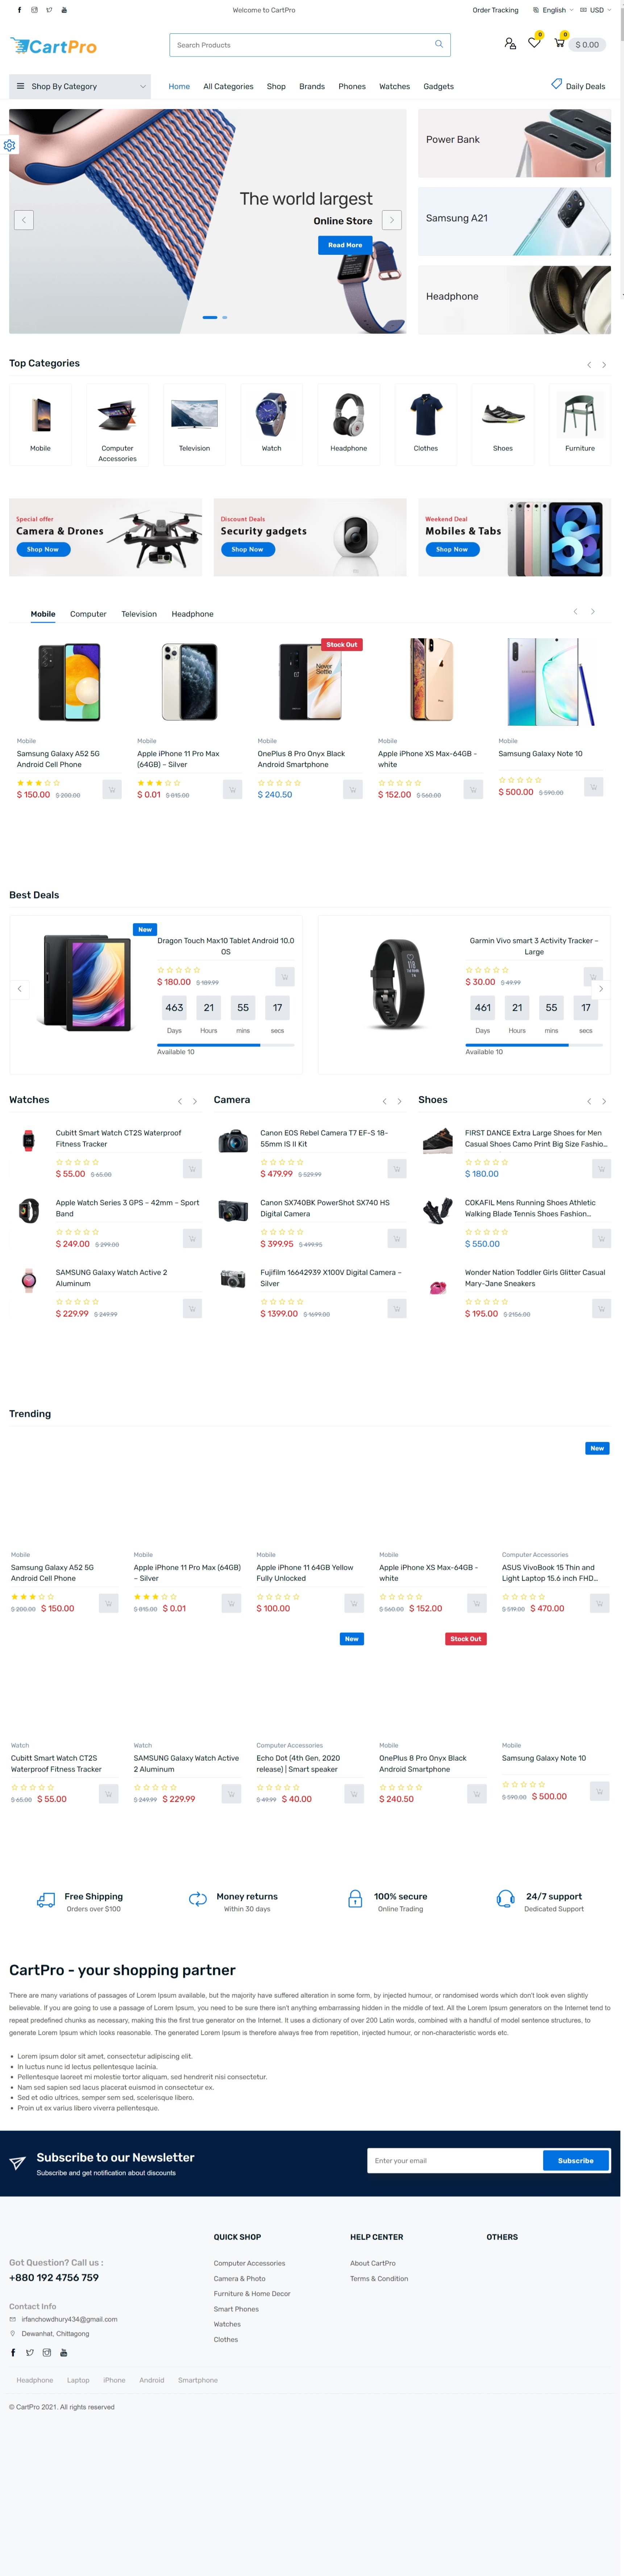 Welcome to CartPro
Order Tracking English USD
CartPro
Search Products
0 0 $ 0.00
Shop By Category
Home All Categories Shop Brands Phones Watches Gadgets Daily Deals
The world largest
Online Store
Read More
Power Bank
Samsung A21
Headphone
Top Categories
Mobile
Computer Accessories
Television
Watch
Headphone
Clothes
Shoes
Furniture
Special offer
Camera & Drones
Shop Now
Discount Deals
Security gadgets
Shop Now
Weekend Deal
Mobiles & Tabs
Shop Now
Mobile Computer Television Headphone
Mobile
Samsung Galaxy A52 5G
Android Cell Phone
$ 150.00 $ 200.00
Mobile
Apple iPhone 11 Pro Max
(64GB) – Silver
$ 0.01 $ 815.00
Stock Out
Never
Settle
Mobile
OnePlus 8 Pro Onyx Black
Android Smartphone
$ 240.50
Mobile
Apple iPhone XS Max-64GB -
white
$ 152.00 $ 560.00
Mobile
Samsung Galaxy Note 10
$ 500.00 $ 590.00
Best Deals
New
Dragon Touch Max10 Tablet Android 10.0
OS
$ 180.00 $ 189.99
463 21 55 17
Days Hours mins secs
Available 10
Garmin Vivo smart 3 Activity Tracker –
Large
$ 30.00 $ 49.99
461 21 55 17
Days Hours mins secs
Available 10
Watches
Cubitt Smart Watch CT2S Waterproof
Fitness Tracker
$ 55.00 $ 65.00
Apple Watch Series 3 GPS – 42mm – Sport
Band
$ 249.00 $ 299.00
SAMSUNG Galaxy Watch Active 2
Aluminum
$ 229.99 $ 249.99
Camera
Canon EOS Rebel Camera T7 EF-S 18-
55mm IS II Kit
$ 479.99 $ 529.99
Canon SX740BK PowerShot SX740 HS
Digital Camera
$ 399.95 $ 499.95
Fujifilm 16642939 X100V Digital Camera –
Silver
$ 1399.00 $ 1699.00
Shoes
FIRST DANCE Extra Large Shoes for Men
Casual Shoes Camo Print Big Size Fashio...
$ 180.00
COKAFIL Mens Running Shoes Athletic
Walking Blade Tennis Shoes Fashion...
$ 550.00
Wonder Nation Toddler Girls Glitter Casual
Mary-Jane Sneakers
$ 195.00 $ 2156.00
Trending
Mobile
Samsung Galaxy A52 5G
Android Cell Phone
$ 200.00 $ 150.00
Mobile
Apple iPhone 11 Pro Max (64GB)
– Silver
$ 815.00 $ 0.01
Mobile
Apple iPhone 11 64GB Yellow
Fully Unlocked
$ 100.00
Mobile
Apple iPhone XS Max-64GB -
white
$ 560.00 $ 152.00
New
Computer Accessories
ASUS VivoBook 15 Thin and
Light Laptop 15.6 inch FHD...
$ 519.00 $ 470.00
Watch
Cubitt Smart Watch CT2S
Waterproof Fitness Tracker
$ 65.00 $ 55.00
Watch
SAMSUNG Galaxy Watch Active
2 Aluminum
$ 249.99 $ 229.99
New
Computer Accessories
Echo Dot (4th Gen, 2020
release) | Smart speaker
$ 49.99 $ 40.00
Stock Out
Mobile
OnePlus 8 Pro Onyx Black
Android Smartphone
$ 240.50
Mobile
Samsung Galaxy Note 10
$ 590.00 $ 500.00
Free Shipping
Orders over $100
Money returns
Within 30 days
100% secure
Online Trading
24/7 support
Dedicated Support
CartPro - your shopping partner
There are many variations of passages of Lorem Ipsum available, but the majority have suffered alteration in some form, by injected humour, or randomised words which don't look even slightly
believable. If you are going to use a passage of Lorem Ipsum, you need to be sure there isn't anything embarrassing hidden in the middle of text. All the Lorem Ipsum generators on the Internet tend to
repeat predefined chunks as necessary, making this the first true generator on the Internet. It uses a dictionary of over 200 Latin words, combined with a handful of model sentence structures, to
generate Lorem Ipsum which looks reasonable. The generated Lorem Ipsum is therefore always free from repetition, injected humour, or non-characteristic words etc.
• Lorem ipsum dolor sit amet, consectetur adipiscing elit.
• In luctus nunc id lectus pellentesque lacinia.
• Pellentesque laoreet mi molestie tortor aliquam, sed hendrerit nisi consectetur.
• Nam sed sapien sed lacus placerat euismod in consectetur ex.
• Sed et odio ultrices, semper sem sed, scelerisque libero.
• Proin ut ex varius libero viverra pellentesque.
Subscribe to our Newsletter
Subscribe and get notification about discounts
Enter your email
Subscribe
Got Question? Call us :
+880 192 4756 759
Contact Info
irfanchowdhury434@gmail.com
Dewanhat, Chittagong
QUICK SHOP
Computer Accessories
Camera & Photo
Furniture & Home Decor
Smart Phones
Watches
Clothes
HELP CENTER
About CartPro
Terms & Condition
OTHERS
Headphone Laptop iPhone Android Smartphone
© CartPro 2021. All rights reserved